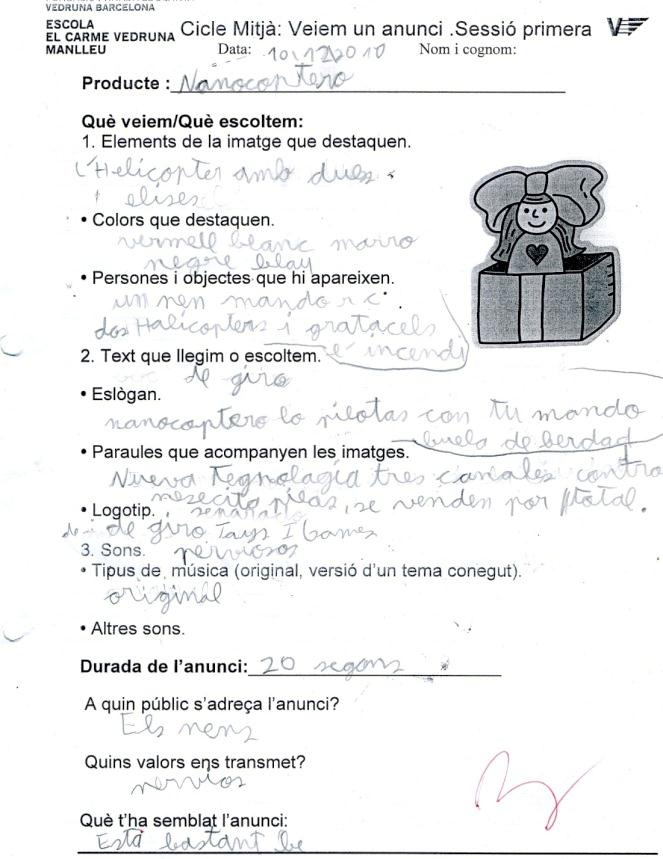 VEDRUNA BARCELONA
ESCOLA
EL CARME VEDRUNA
MANLLEU
Cicle Mitjà: Veiem un anunci .Sessió primera
Data: 10\12\2010 Nom i cognom:
Producte : Nanocoptero
Què veiem/Què escoltem:
1. Elements de la imatge que destaquen.
L'Helicopter amb dues
elises
• Colors que destaquen.
vermell blanc marro
negre blau
• Persones i objectes que hi apareixen.
un nen mando r c.
dos Halicopters i gratacels
é incendi
2. Text que llegim o escoltem.
de giro
• Eslògan.
nanocoptero lo pilotas con tu mando
buela de berdad
• Paraules que acompanyen les imatges.
Nueva Tegnologia tres canales contro
nesecita pilas, se venden por
• Logotip.
de giro Tays
3. Sons. nerviosos
• Tipus de música (original, versió d'un tema conegut).
original
• Altres sons.
Durada de l'anunci: 20 segons
A quin públic s'adreça l'anunci?
Els nens
Quins valors ens transmet?
nervios
Què t'ha semblat l'anunci:
Està bastant be